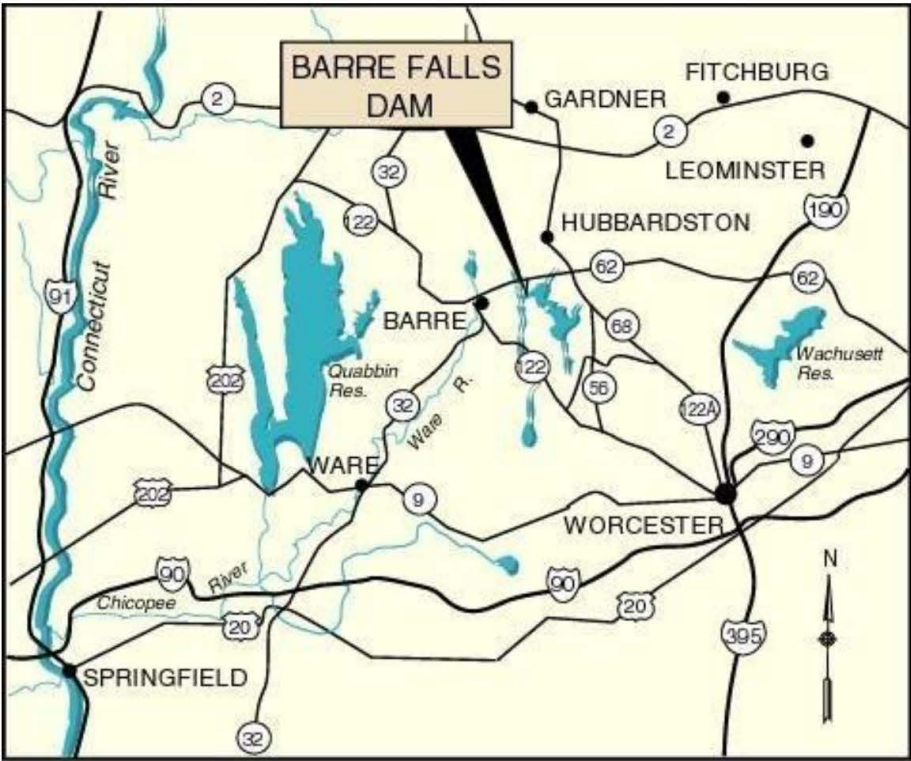 BARRE FALLS
DAM
FITCHBURG
2
GARDNER
2
LEOMINSTER
32
River
190
122
HUBBARDSTON
62
62
91
Connecticut
BARRE
68
Wachusett
Res.
Quabbin
Res.
202
122
56
32
Ware R.
122A
290
WARE
9
202
9
WORCESTER
90
River
90
Chicopee
20
20
N
395
SPRINGFIELD
32